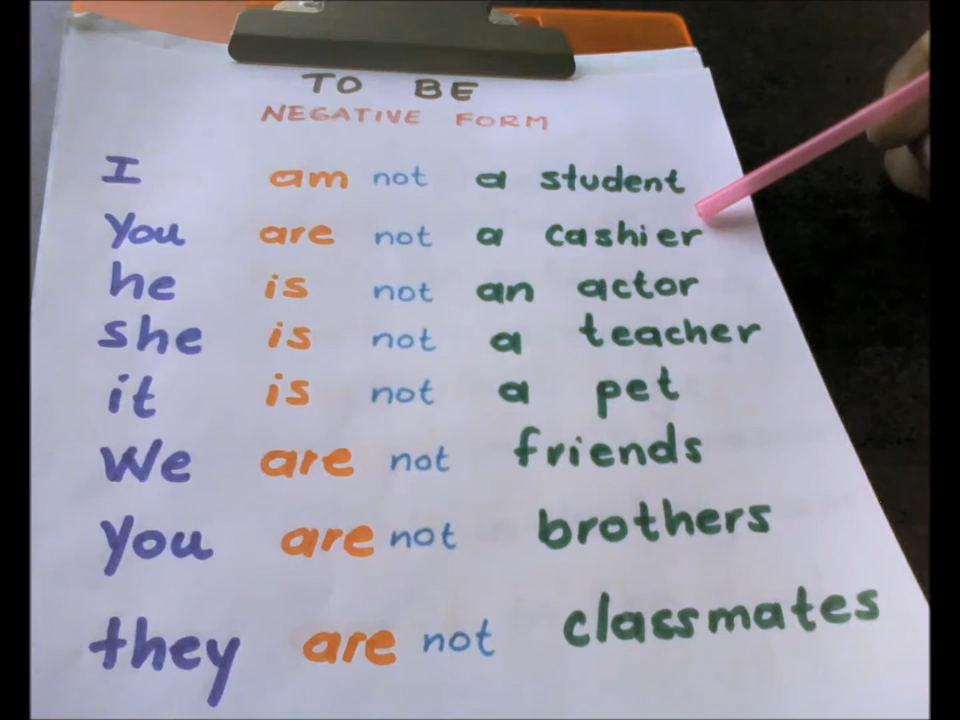 TO BE
NEGATIVE FORM
I am not a student
You are not a cashier
he is not an actor
she is not a teacher
it is not a pet
We are not friends
you are not brothers
they are not classmates